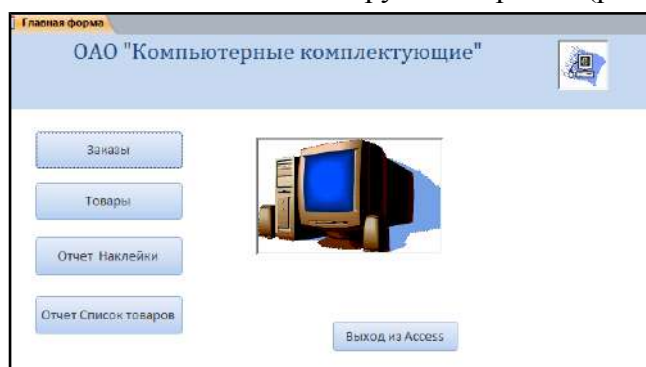 Главная форма
ОАО "Компьютерные комплектующие"
Заказы
Товары
Отчет Наклейки
Отчет Список товаров
Выход из Access